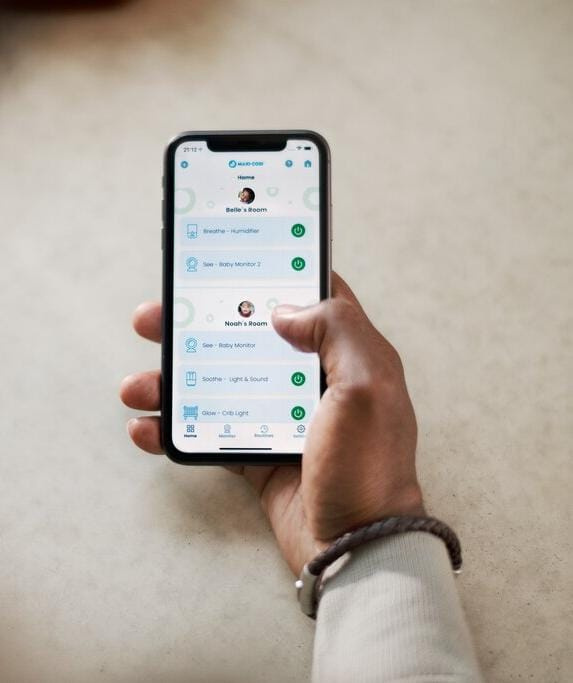 21:12
MAXI-COSI
Home
Belle's Room
Breathe - Humidifier
See - Baby Monitor 2
Noah's Room
See - Baby Monitor
Soothe - Light & Sound
Glow - Crib Light
Home Monitor Routines